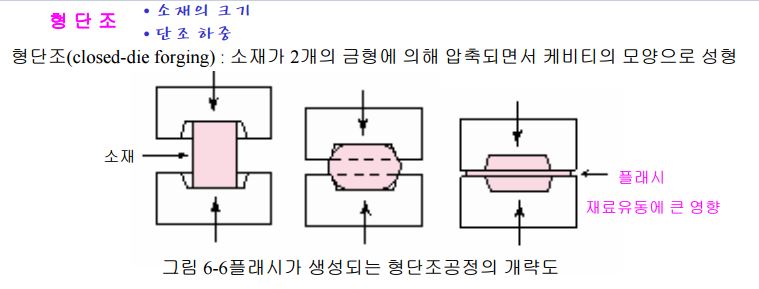 형 단 조
• 소재의 크기
• 단조 하중
형단조(closed-die forging) : 소재가 2개의 금형에 의해 압축되면서 케비티의 모양으로 성형
소재
플래시
재료유동에 큰 영향
그림 6-6플래시가 생성되는 형단조공정의 개략도